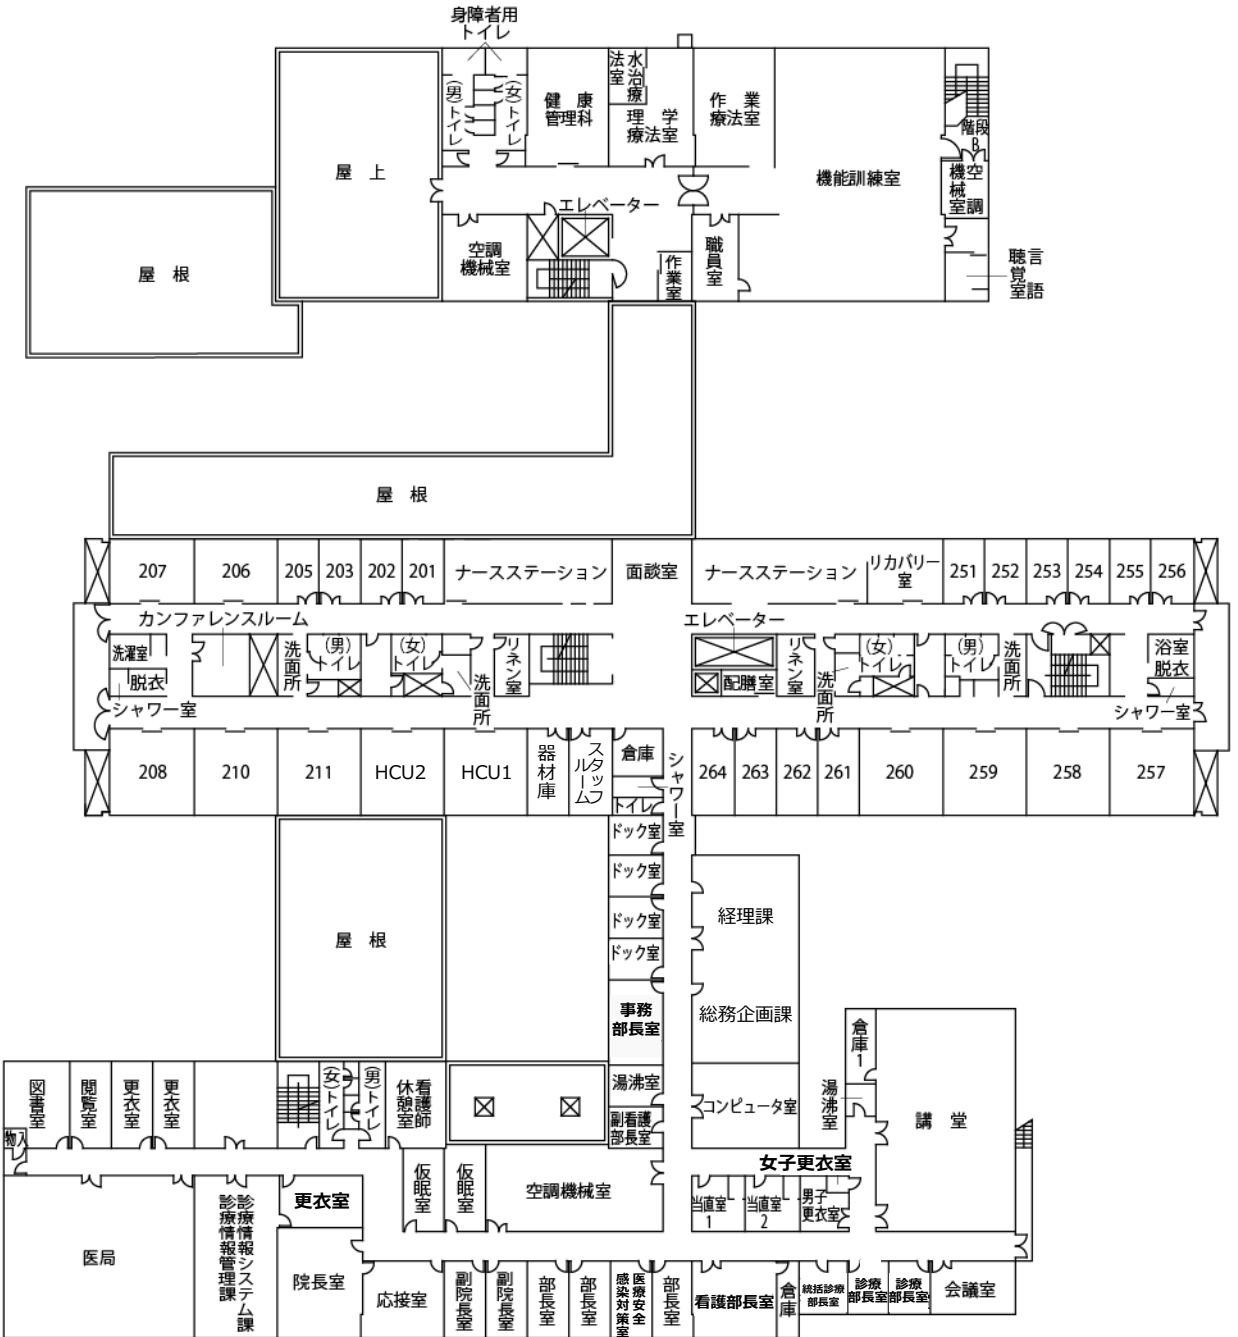 身障者用
トイレ
(男)トイレ
(女)トイレ
健康
管理科
水治療
法室
理学
療法室
作業
療法室
階段
B
屋上
機能訓練室
空調
機械室
エレベーター
空調
機械室
作業室
職員室
言語
聴覚室
屋根
屋根
207
206
205
203
202
201
ナースステーション
面談室
ナースステーション
リカバリー
室
251
252
253
254
255
256
カンファレンスルーム
エレベーター
洗濯室
脱衣
シャワー室
洗面所
(男)
トイレ
(女)
トイレ
洗面所
リネン室
配膳室
リネン室
洗面所
(女)
トイレ
(男)
トイレ
洗面所
浴室
脱衣
シャワー室
208
210
211
HCU2
HCU1
器材庫
スタッフ
ルーム
倉庫
トイレ
シャワー室
264
263
262
261
260
259
258
257
ドック室
ドック室
ドック室
ドック室
経理課
屋根
事務
部長室
総務企画課
湯沸室
副看護
部長室
コンピュータ室
倉庫1
湯沸室
講堂
図書室
閲覧室
更衣室
更衣室
(女)トイレ
(男)トイレ
看護師
休憩室
物入
女子更衣室
仮眠室
仮眠室
空調機械室
当直室
1
当直室
2
男子
更衣室
医局
診療情報システム課
診療情報管理課
更衣室
院長室
応接室
副院長室
副院長室
部長室
部長室
医療安全
感染対策室
部長室
看護部長室
倉庫
統括診療
部長室
診療
部長室
診療
部長室
会議室